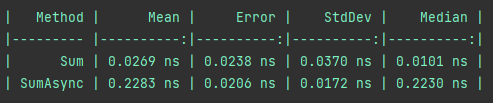 |   Method |      Mean |     Error |    StdDev |    Median |
|--------- |----------:|----------:|----------:|----------:|
|      Sum | 0.0269 ns | 0.0238 ns | 0.0370 ns | 0.0101 ns |
| SumAsync | 0.2283 ns | 0.0206 ns | 0.0172 ns | 0.2230 ns |